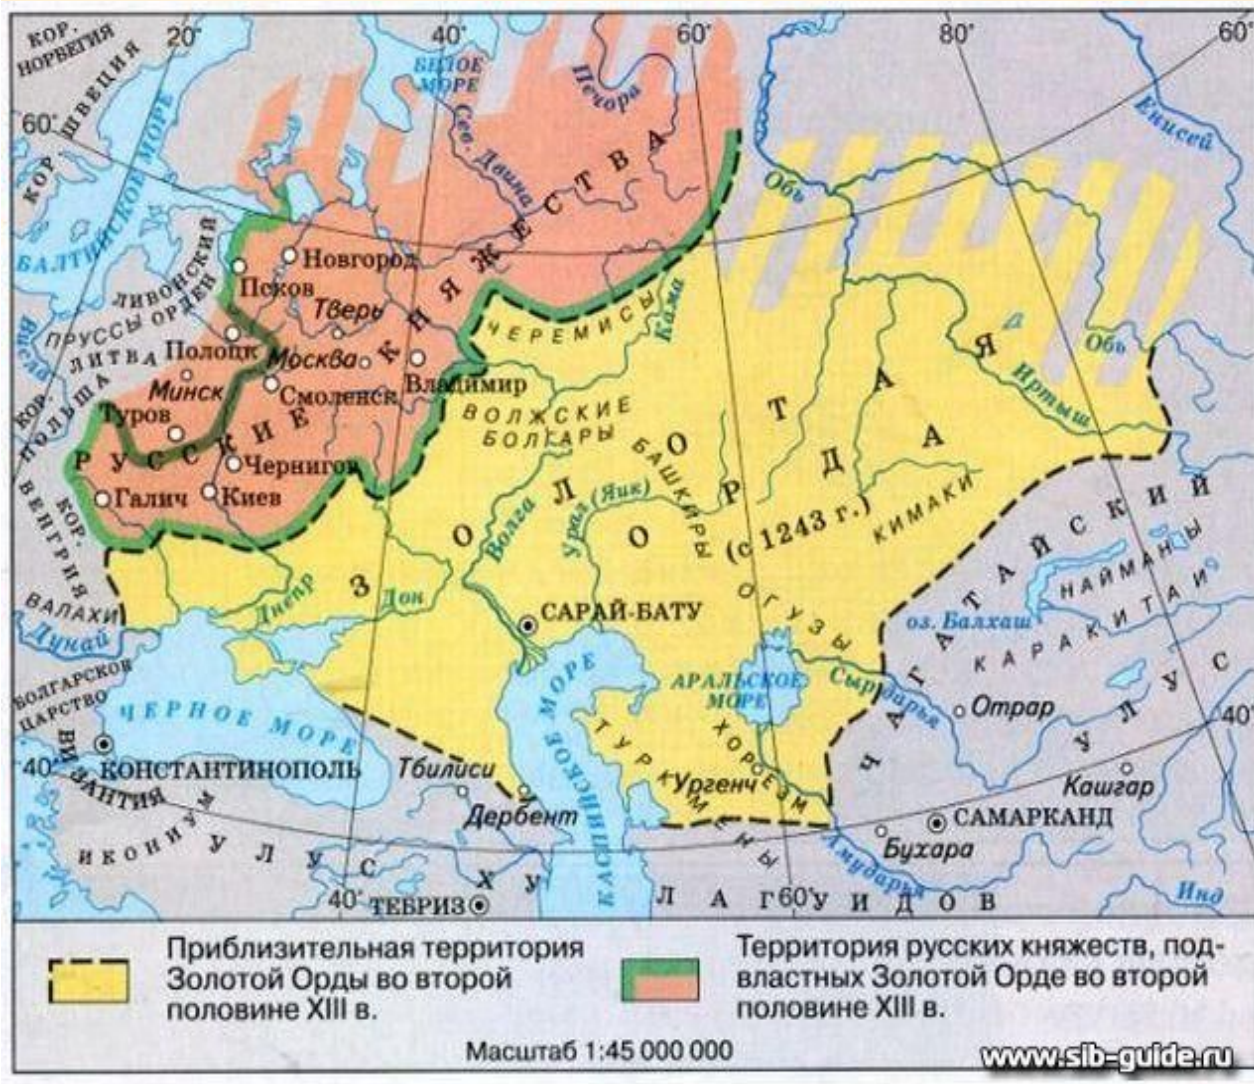 20°
40°
60°
80°
60°
КОР.
НОРВЕГИЯ
КОР. ШВЕЦИЯ
60°
БЕЛОЕ
МОРЕ
Печора
Сев. Двина
Енисей
Обь
БАЛТИЙСКОЕ МОРЕ
РУССКИЕ КНЯЖЕСТВА
Новгород
Псков
ЛИВОНСКИЙ
ОРДЕН
ПРУССЫ
Тверь
ЛИТВА
Полоцк
Москва
Владимир
Минск
Смоленск
Туров
Чернигов
Галич
Киев
Висла
КОР.
ПОЛЬША
КОР.
ВЕНГРИЯ
ЧЕРЕМИСЫ
Кама
ВОЛЖСКИЕ
БОЛГАРЫ
БАШКИРЫ
Обь
Иртыш
ЗОЛОТАЯ
ОРДА
(с 1243 г.)
КИМАКИ
Волга
Урал (Яик)
Днепр
Дон
САРАЙ-БАТУ
ОГУЗЫ
ВАЛАХИ
Дунай
БОЛГАРСКОЕ
ЦАРСТВО
ЧЕРНОЕ МОРЕ
КАСПИЙСКОЕ МОРЕ
АРАЛЬСКОЕ
МОРЕ
Сырдарья
ЧАГАТАЙСКИЙ
УЛУС
НАЙМАНЫ
оз. Балхаш
КАРАКИТАИ
Отрар
40°
40°
ВИЗАНТИЯ
КОНСТАНТИНОПОЛЬ
Тбилиси
Дербент
ТУРКМЕНЫ
ХОРЕЗМ
Ургенч
Кашгар
САМАРКАНД
Бухара
Амударья
ИКОНИУМ
УЛУС ХУЛАГУИДОВ
40°
ТЕБРИЗ
60°
Инд
Приблизительная территория
Золотой Орды во второй
половине XIII в.
Территория русских княжеств, под-
властных Золотой Орде во второй
половине XIII в.
Масштаб 1:45 000 000
www.sib-guide.ru